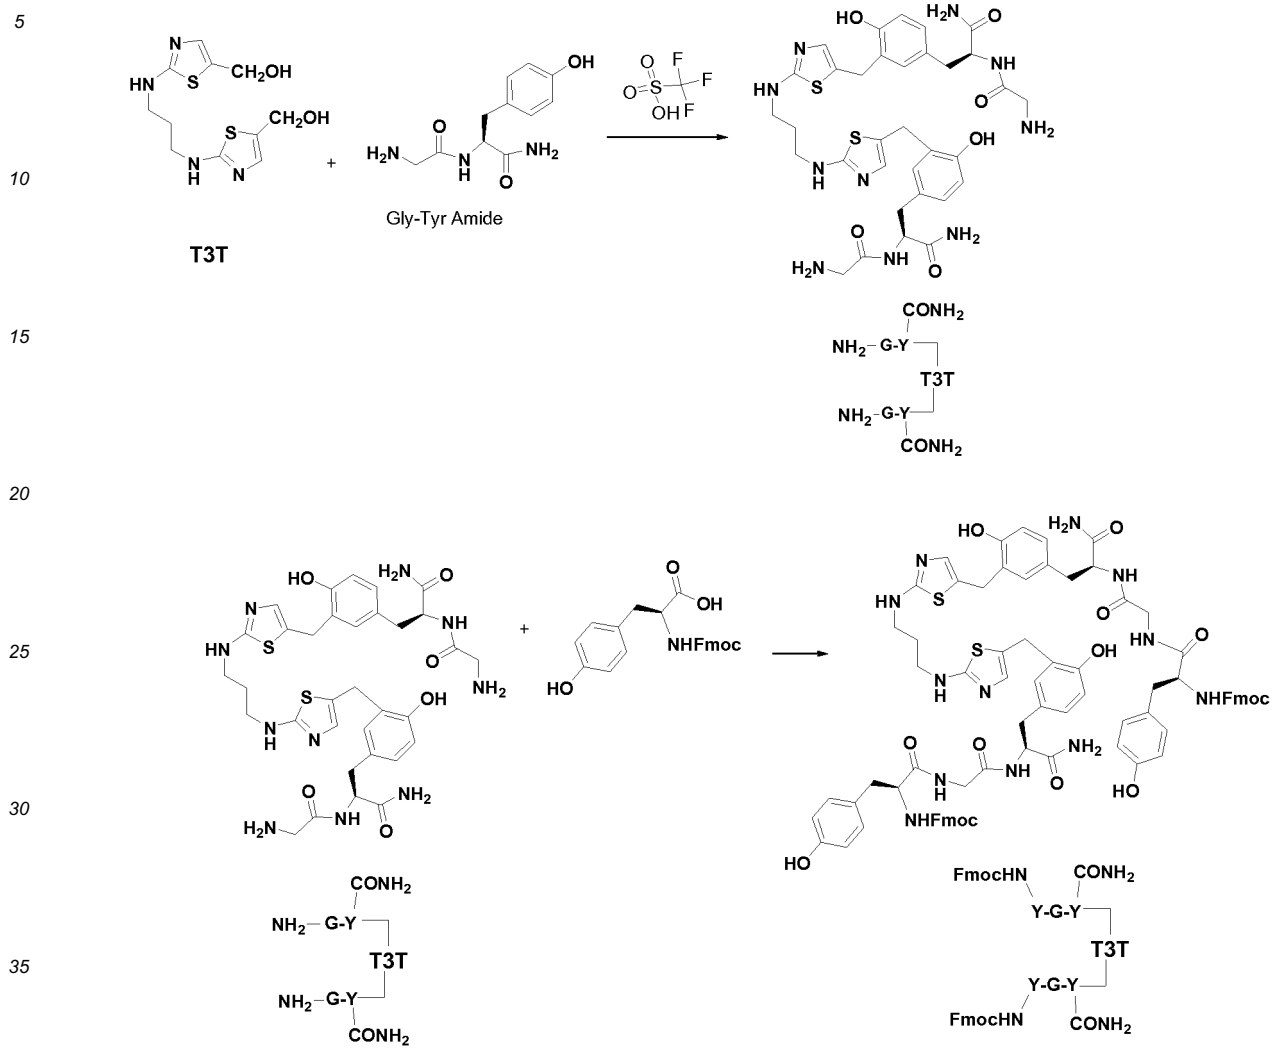 5
HO
H₂N
O
N
N
CH₂OH
S
HN
S
HN
NH
O
NH₂
OH
O
S
O
OH
F
F
F
CH₂OH
S
N
H
N
O
H₂N
N
H
NH₂
O
+
S
N
H
N
OH
10
Gly-Tyr Amide
T3T
O
NH₂
H₂N
NH
O
CONH₂
15
NH₂ G-Y
T3T
NH₂ G-Y
CONH₂
20
HO
H₂N
O
HO
H₂N
O
N
S
HN
NH
O
NH₂
+
O
OH
NHFmoc
HO
N
S
HN
NH
O
HN
O
NHFmoc
HO
25
S
N
H
N
OH
S
N
H
N
OH
O
NH₂
H₂N
NH
O
O
N
H
O
NH
NH₂
O
NHFmoc
HO
30
CONH₂
NH₂ G-Y
T3T
NH₂ G-Y
CONH₂
FmocHN
CONH₂
Y-G-Y
T3T
Y-G-Y
FmocHN
CONH₂
35